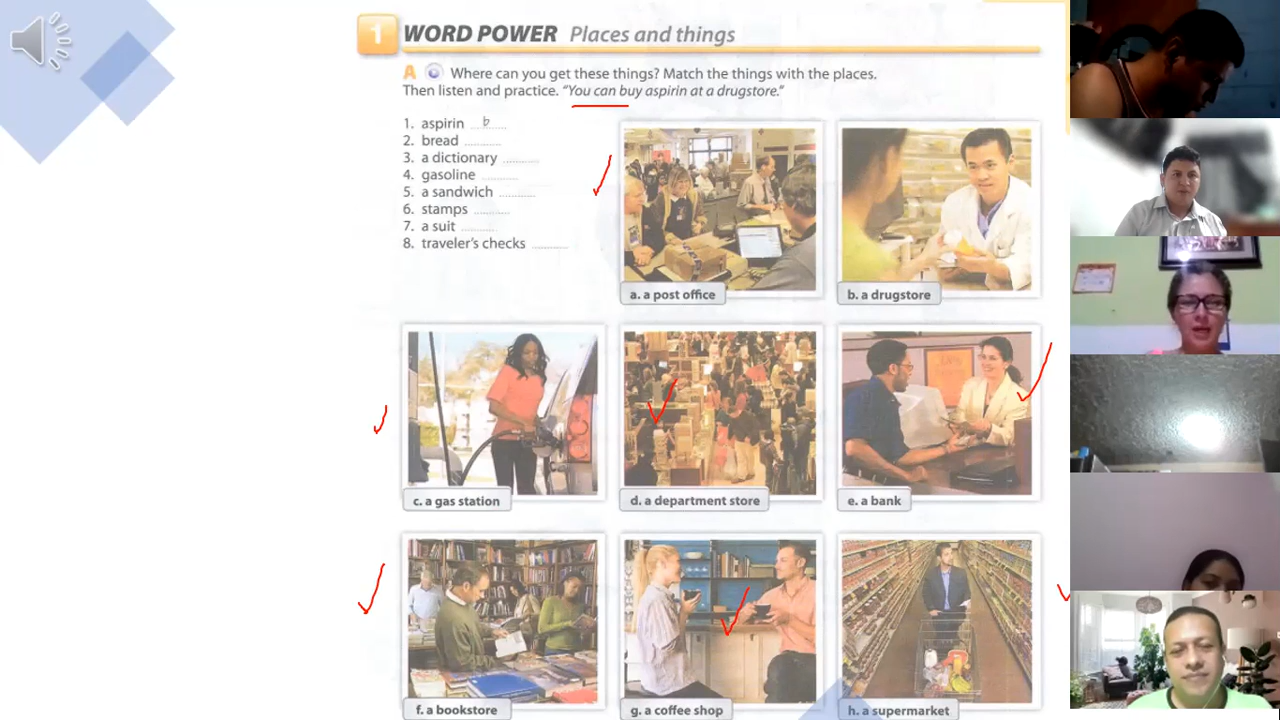 1 WORD POWER Places and things
A Where can you get these things? Match the things with the places.
Then listen and practice. “You can buy aspirin at a drugstore.”
1. aspirin b
2. bread
3. a dictionary
4. gasoline
5. a sandwich
6. stamps
7. a suit
8. traveler's checks
a. a post office
b. a drugstore
c. a gas station
d. a department store
e. a bank
f. a bookstore
g. a coffee shop
h. a supermarket